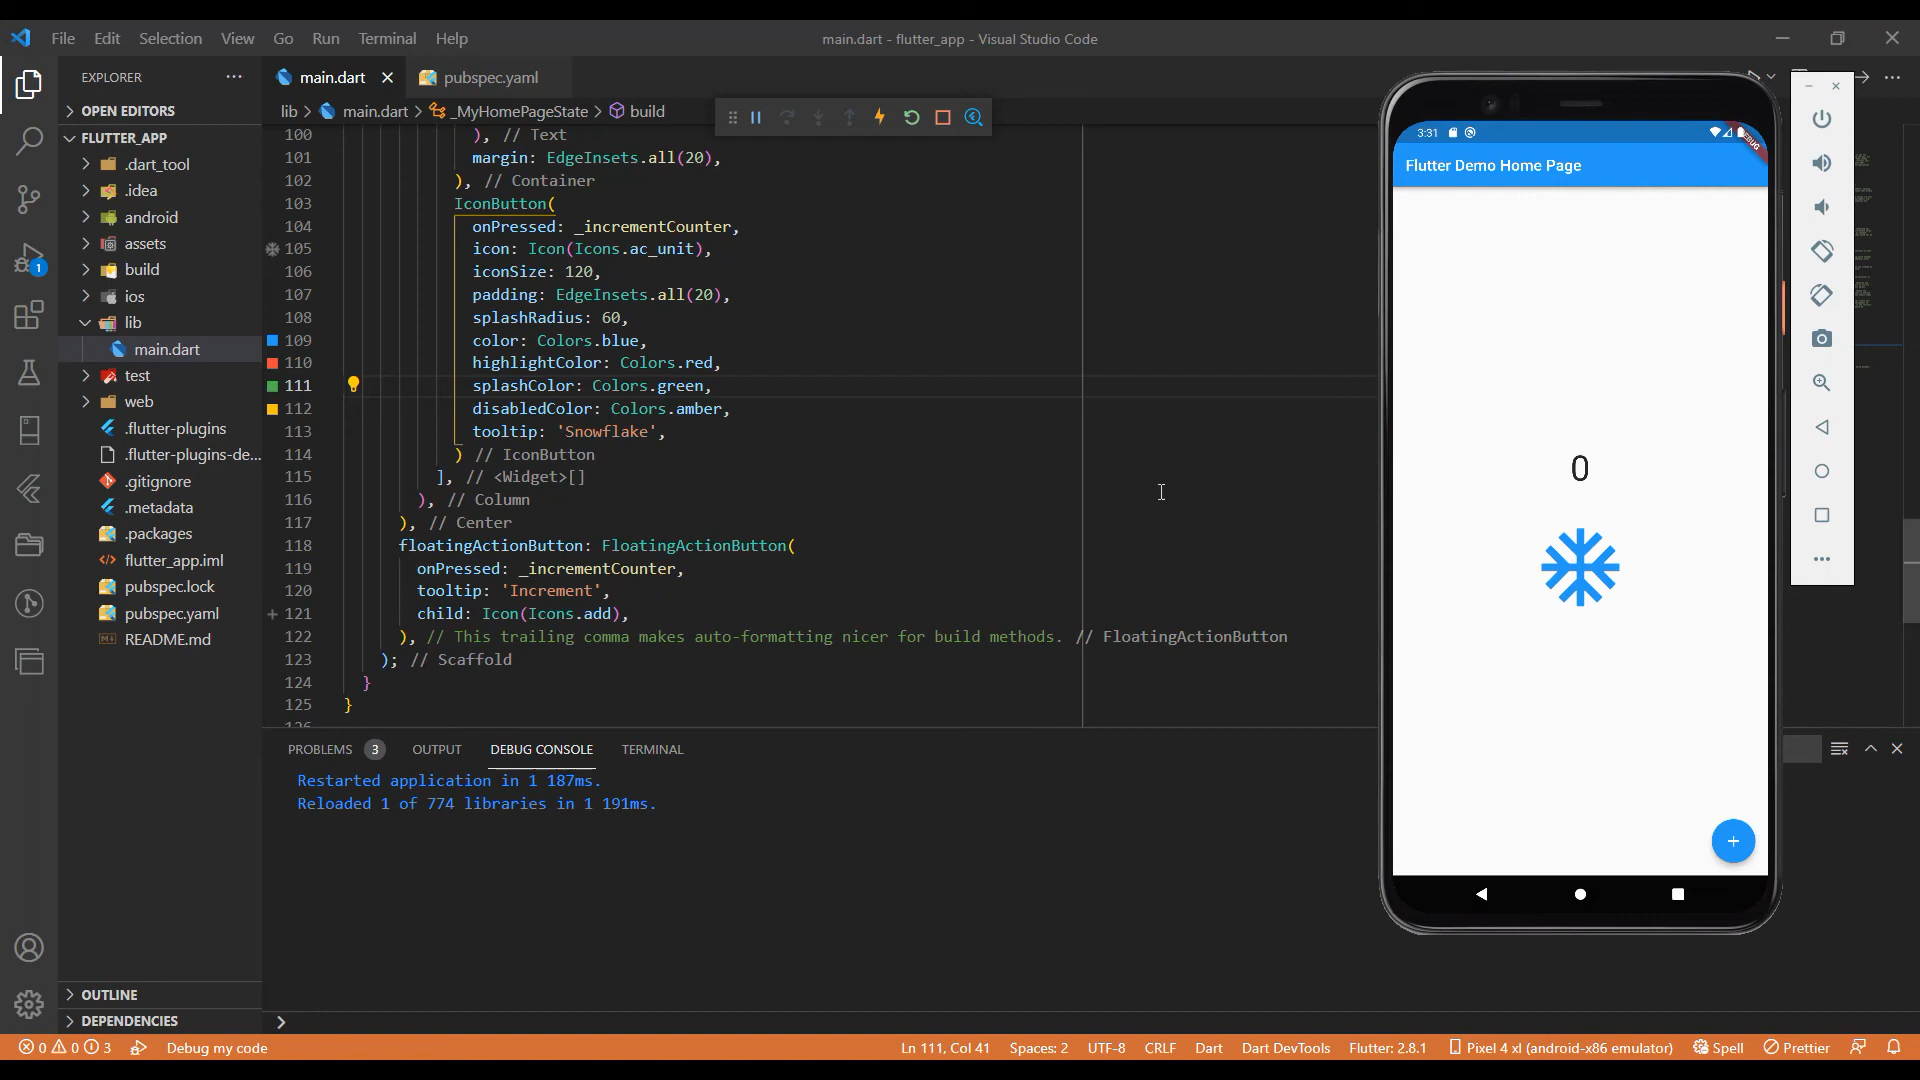 File Edit Selection View Go Run Terminal Help
main.dart - flutter_app - Visual Studio Code
EXPLORER
OPEN EDITORS
FLUTTER_APP
.dart_tool
.idea
android
assets
build
ios
lib
main.dart
test
web
.flutter-plugins
.flutter-plugins-de...
.gitignore
.metadata
.packages
flutter_app.iml
pubspec.lock
pubspec.yaml
README.md
OUTLINE
DEPENDENCIES
1
main.dart pubspec.yaml
lib > main.dart > _MyHomePageState > build
100 ), // Text
101 margin: EdgeInsets.all(20),
102 ), // Container
103 IconButton(
104 onPressed: _incrementCounter,
105 icon: Icon(Icons.ac_unit),
106 iconSize: 120,
107 padding: EdgeInsets.all(20),
108 splashRadius: 60,
109 color: Colors.blue,
110 highlightColor: Colors.red,
111 splashColor: Colors.green,
112 disabledColor: Colors.amber,
113 tooltip: 'Snowflake',
114 ) // IconButton
115 ], // <Widget>[]
116 ), // Column
117 ), // Center
118 floatingActionButton: FloatingActionButton(
119 onPressed: _incrementCounter,
120 tooltip: 'Increment',
121 child: Icon(Icons.add),
122 ), // This trailing comma makes auto-formatting nicer for build methods. // FloatingActionButton
123 ); // Scaffold
124 }
125 }
PROBLEMS 3 OUTPUT DEBUG CONSOLE TERMINAL
Restarted application in 1 187ms.
Reloaded 1 of 774 libraries in 1 191ms.
3:31
DEBUG
Flutter Demo Home Page
0
0 0 3 Debug my code Ln 111, Col 41 Spaces: 2 UTF-8 CRLF Dart Dart DevTools Flutter: 2.8.1 Pixel 4 xl (android-x86 emulator) Spell Prettier